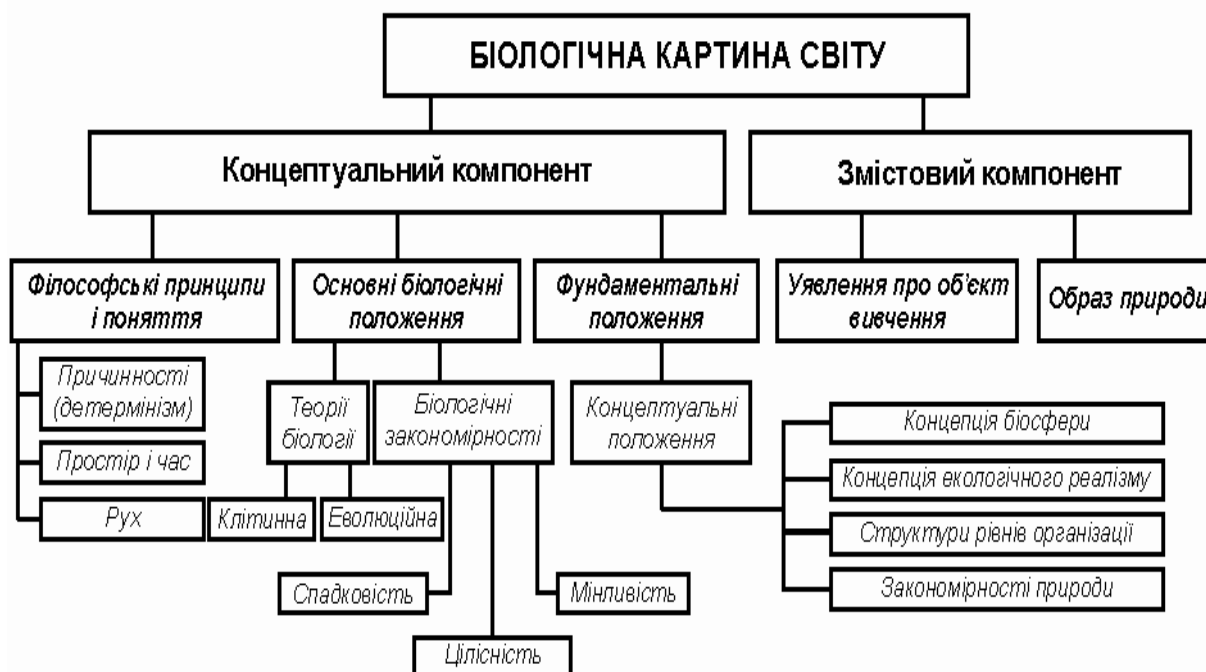 БІОЛОГІЧНА КАРТИНА СВІТУ
Концептуальний компонент
Змістовий компонент
Філософські принципи
і поняття
Основні біологічні
положення
Фундаментальні
положення
Уявлення про об'єкт
вивчення
Образ природи
Причинності
(детермінізм)
Простір і час
Рух
Теорії
біології
Біологічні
закономірності
Концептуальні
положення
Клітинна
Еволюційна
Спадковість
Цілісність
Мінливість
Концепція біосфери
Концепція екологічного реалізму
Структури рівнів організації
Закономірності природи